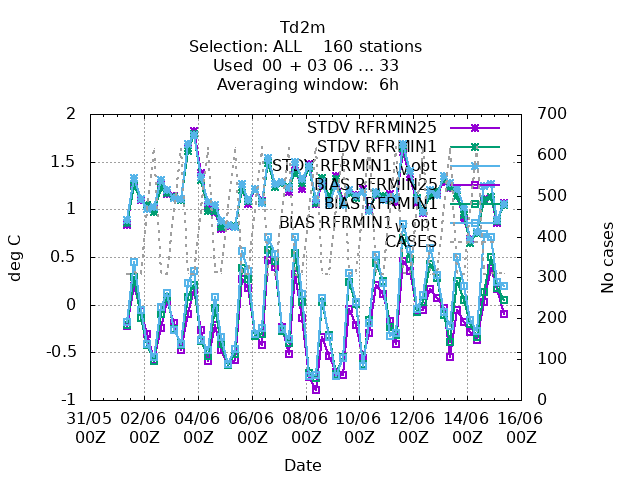 Td2m
Selection: ALL 160 stations
Used 00 + 03 06 ... 33
Averaging window: 6h
2
1.5
1
0.5
0
-0.5
-1
deg C
700
600
500
400
300
200
100
0
No cases
STDV RFRMIN25
STDV RFRMIN1
STDV RFRMIN1_vopt
BIAS RFRMIN25
BIAS RFRMIN1
BIAS RFRMIN1_vopt
CASES
31/05 02/06 04/06 06/06 08/06 10/06 12/06 14/06 16/06
00Z 00Z 00Z 00Z 00Z 00Z 00Z 00Z 00Z
Date